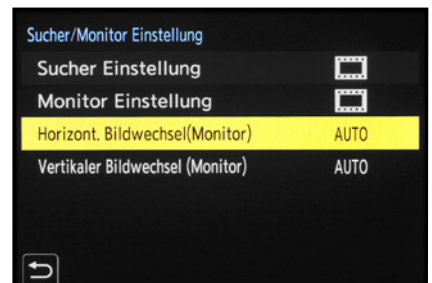 Sucher/Monitor Einstellung
Sucher Einstellung
Monitor Einstellung
Horizont. Bildwechsel(Monitor) AUTO
Vertikaler Bildwechsel (Monitor) AUTO